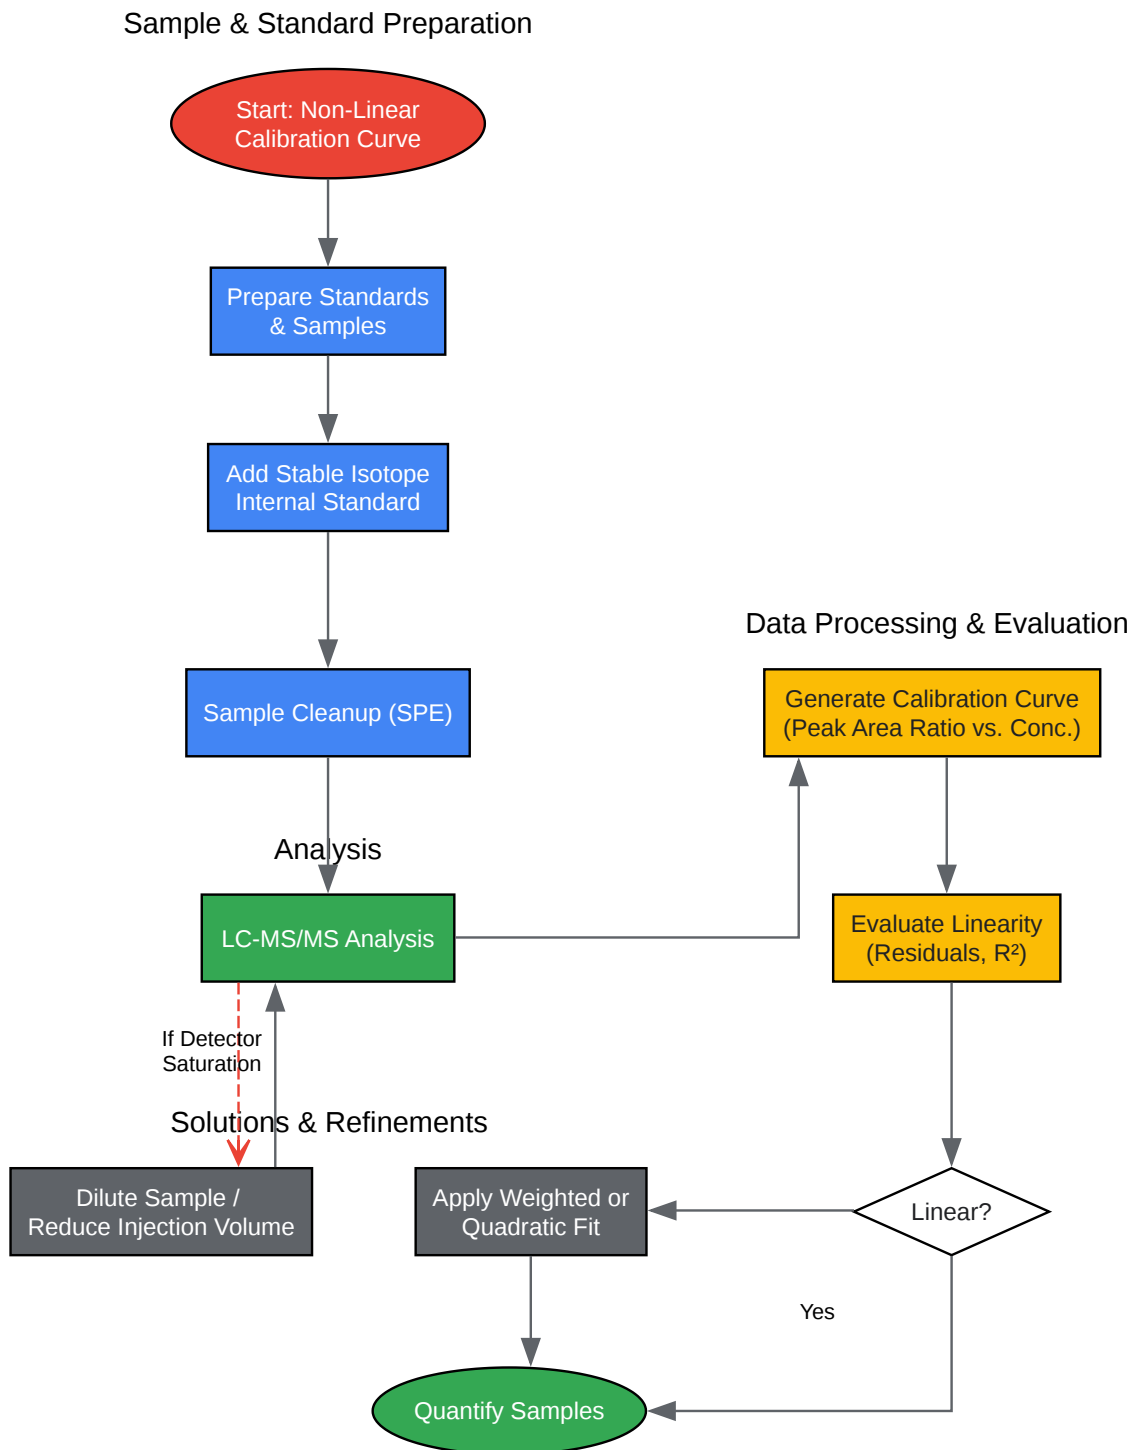 Sample & Standard Preparation
Start: Non-Linear
Calibration Curve
Prepare Standards
& Samples
Add Stable Isotope
Internal Standard
Sample Cleanup (SPE)
Data Processing & Evaluation
Generate Calibration Curve
(Peak Area Ratio vs. Conc.)
Analysis
LC-MS/MS Analysis
Evaluate Linearity
(Residuals, R²)
If Detector
Saturation
Solutions & Refinements
Dilute Sample /
Reduce Injection Volume
Apply Weighted or
Quadratic Fit
Linear?
Yes
Quantify Samples